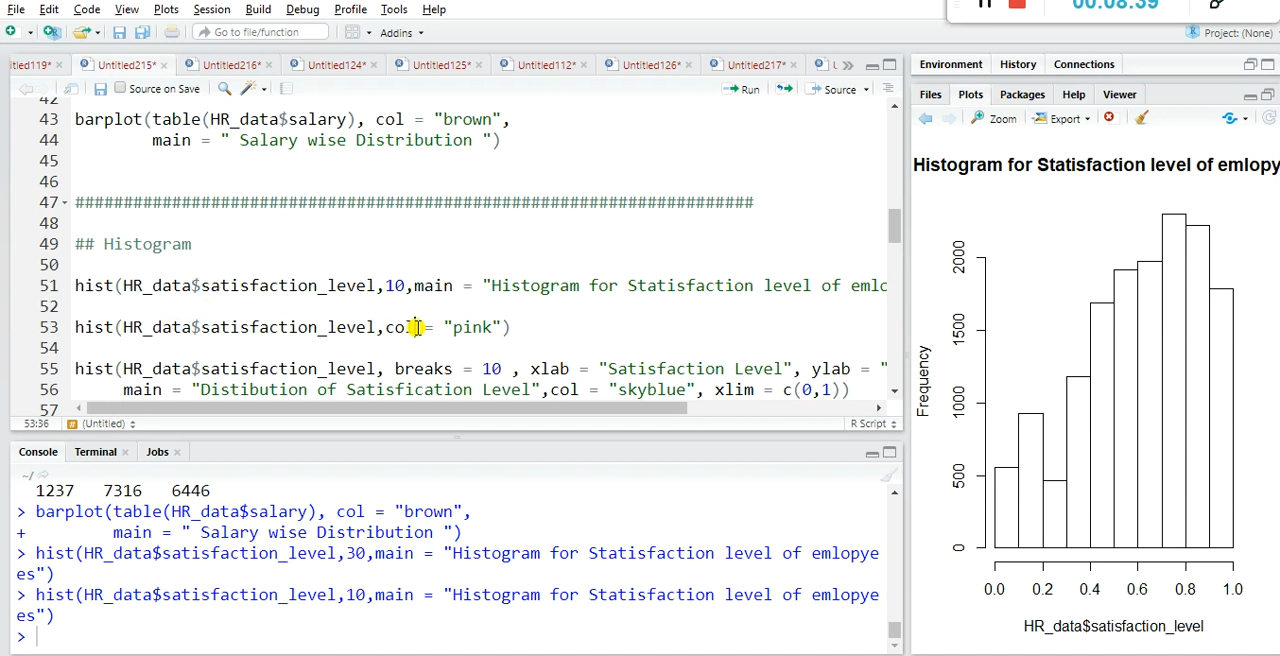 File Edit Code View Plots Session Build Debug Profile Tools Help
00:08:39
Go to file/function
Addins
Project: (None)
Untitled215* Untitled216* Untitled124* Untitled125* Untitled112* Untitled126* Untitled217*
Source on Save
Run
Source
42
43 barplot(table(HR_data$salary), col = "brown",
44 main = " Salary wise Distribution ")
45
46
47 ######################################################################
48
49 ## Histogram
50
51 hist(HR_data$satisfaction_level,10,main = "Histogram for Statisfaction level of emlo
52
53 hist(HR_data$satisfaction_level,col = "pink")
54
55 hist(HR_data$satisfaction_level, breaks = 10 , xlab = "Satisfaction Level", ylab = "
56 main = "Distibution of Satisfication Level",col = "skyblue", xlim = c(0,1))
57
53:36
(Untitled)
R Script
Console Terminal Jobs
~/
1237 7316 6446
> barplot(table(HR_data$salary), col = "brown",
+ main = " Salary wise Distribution ")
> hist(HR_data$satisfaction_level,30,main = "Histogram for Statisfaction level of emlopye
es")
> hist(HR_data$satisfaction_level,10,main = "Histogram for Statisfaction level of emlopye
es")
>
Environment History Connections
Files Plots Packages Help Viewer
Zoom Export
Histogram for Statisfaction level of emlopy
Frequency
2000
1500
1000
500
0
0.0 0.2 0.4 0.6 0.8 1.0
HR_data$satisfaction_level